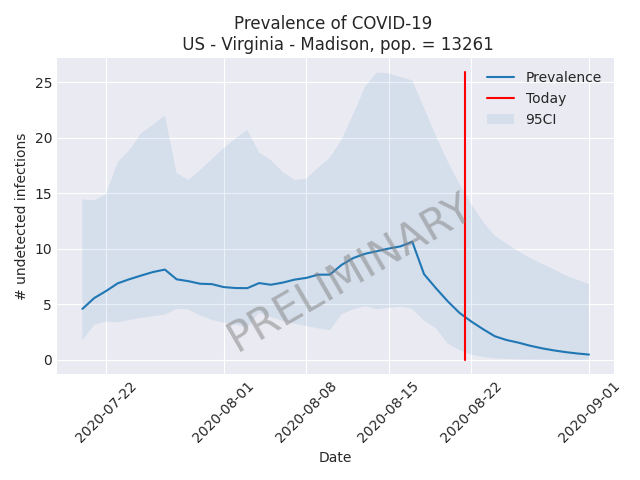 Prevalence of COVID-19
US - Virginia - Madison, pop. = 13261
25
20
15
10
5
0
# undetected infections
Prevalence
Today
95CI
PRELIMINARY
2020-07-22
2020-08-01
2020-08-08
2020-08-15
2020-08-22
2020-09-01
Date